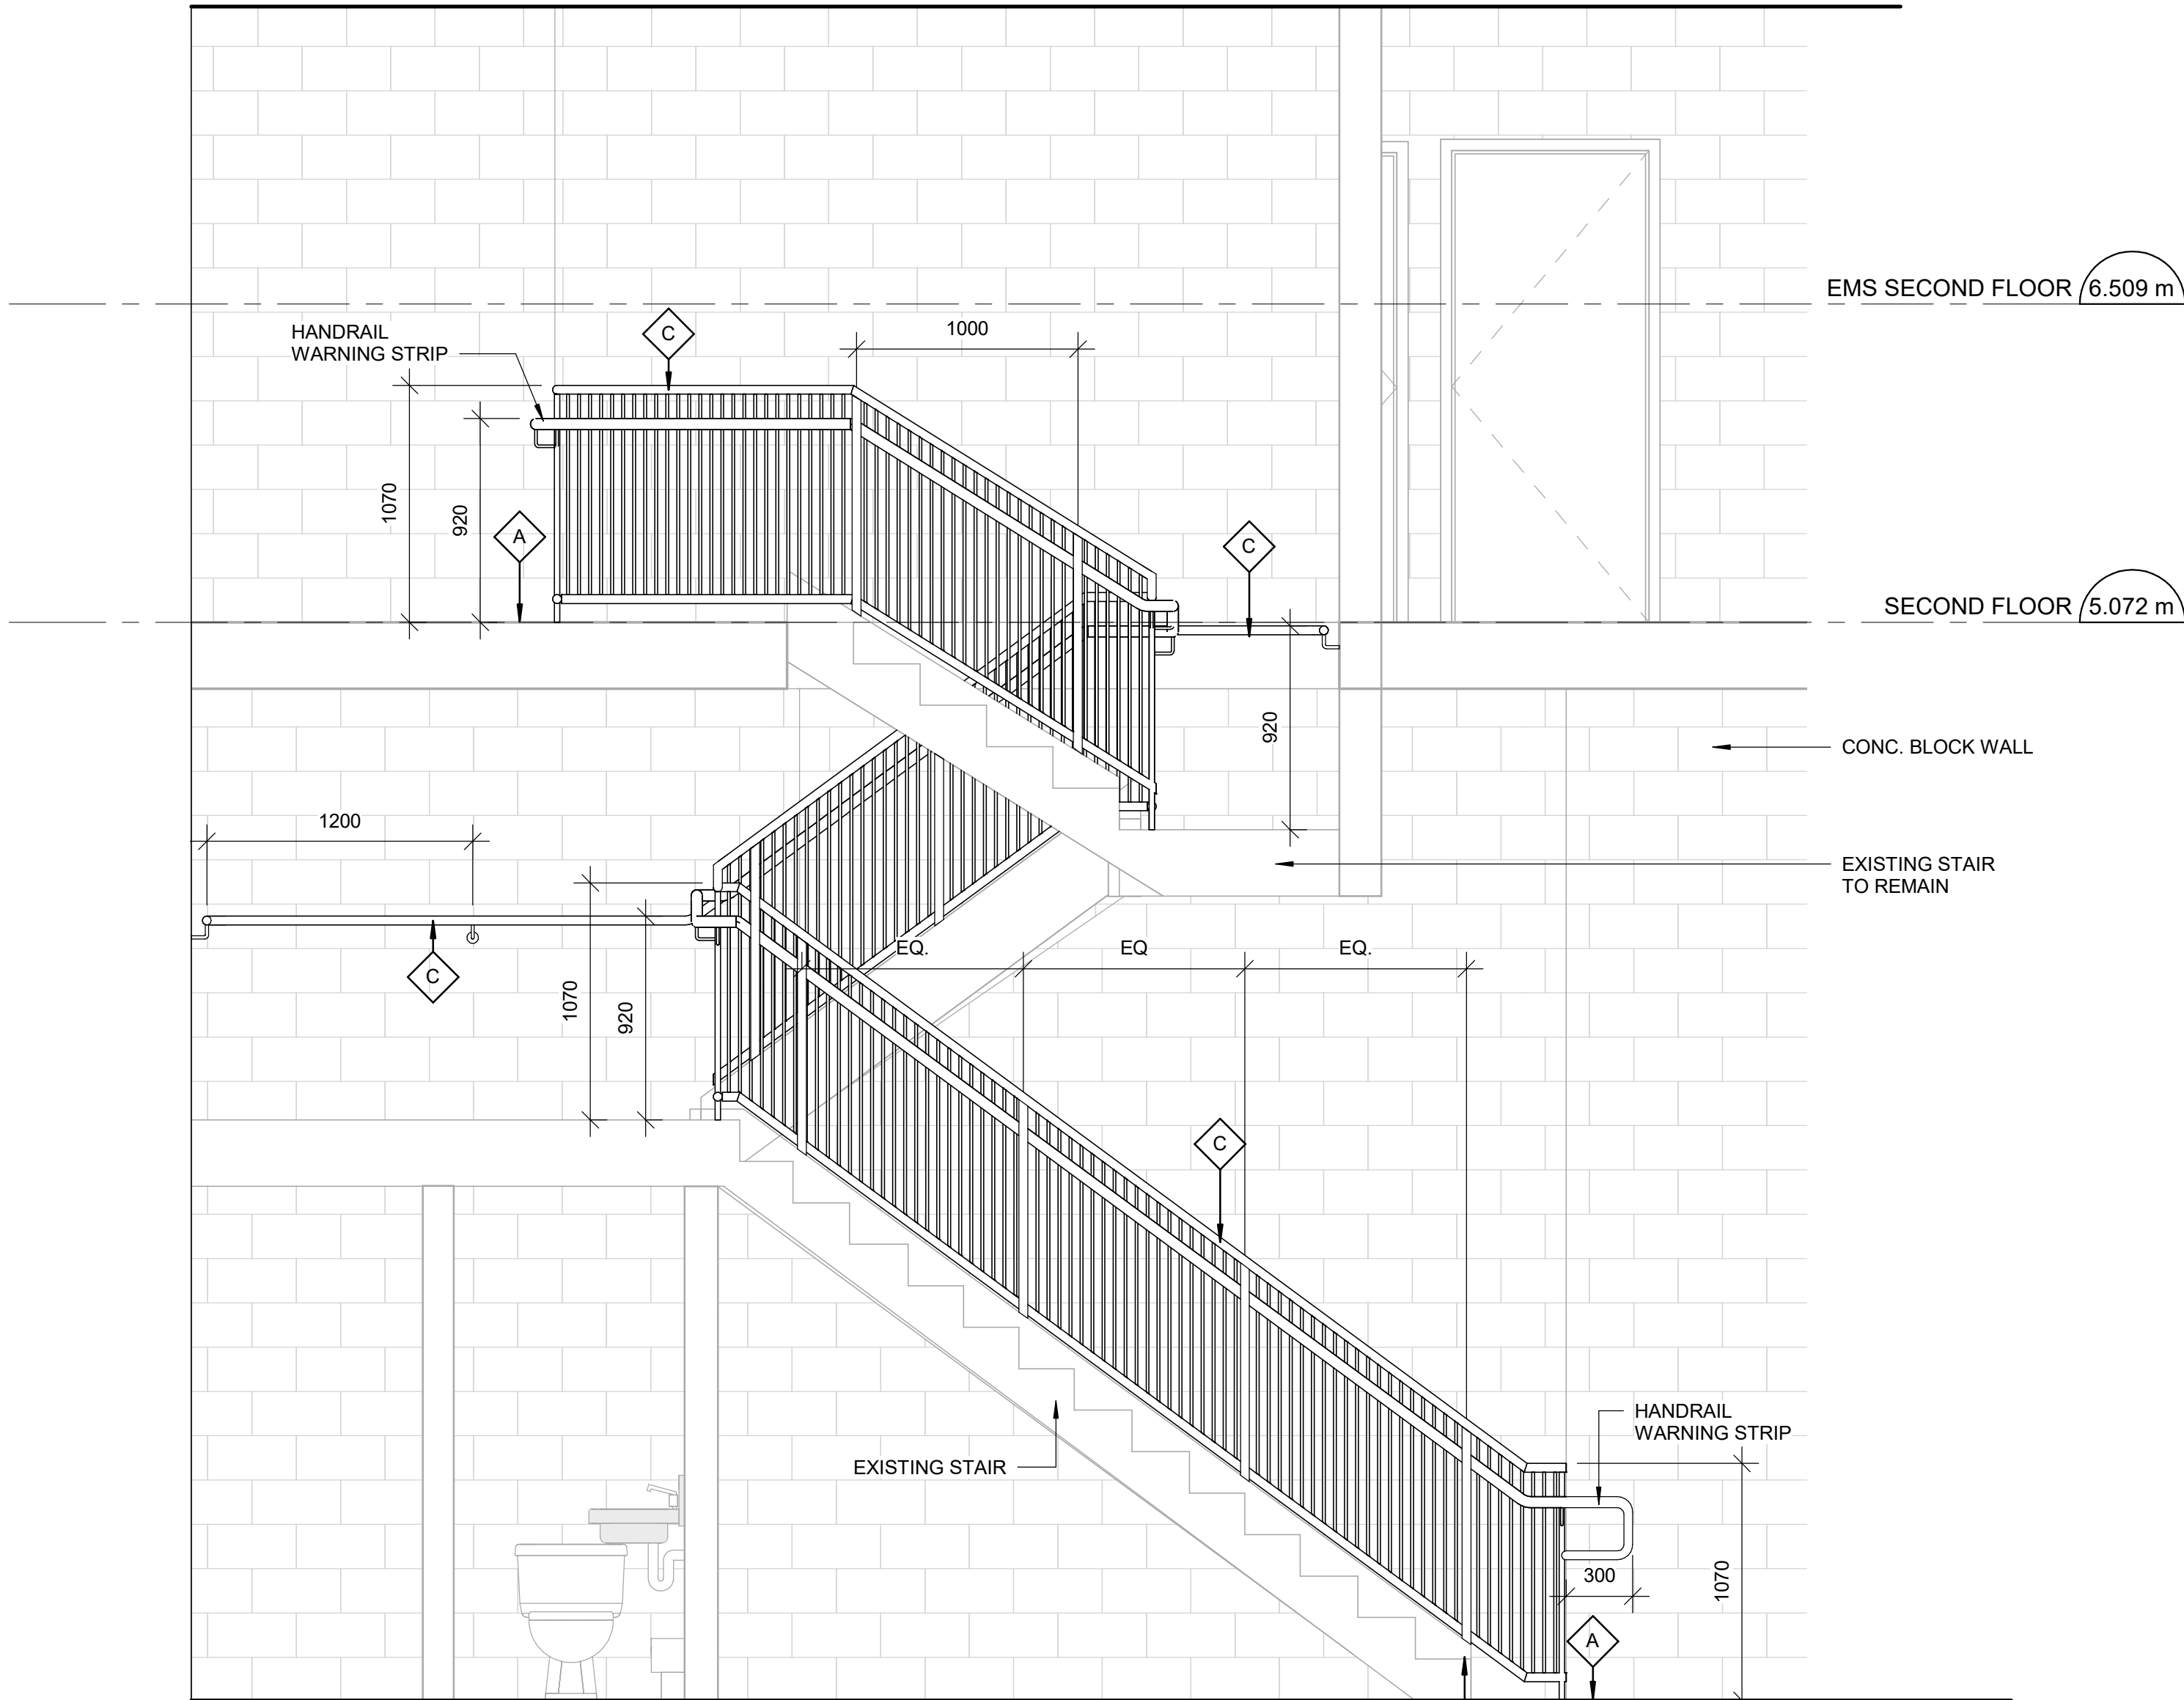 EMS SECOND FLOOR 6.509 m
HANDRAIL
WARNING STRIP
C
1000
1070
920
A
C
SECOND FLOOR 5.072 m
920
CONC. BLOCK WALL
1200
EXISTING STAIR
TO REMAIN
C
EQ.
EQ
EQ.
1070
920
C
HANDRAIL
WARNING STRIP
EXISTING STAIR
300
1070
A